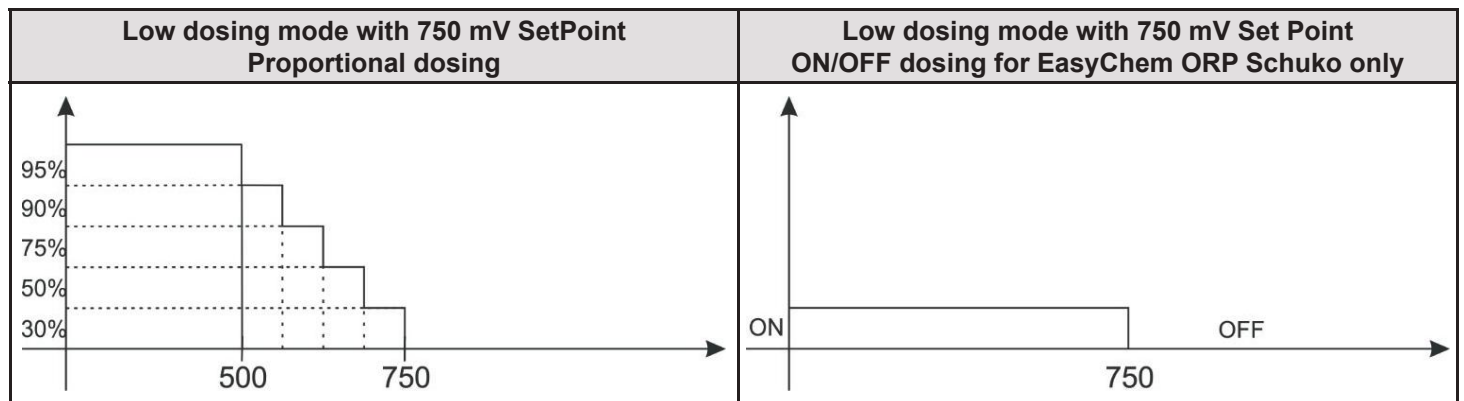 Low dosing mode with 750 mV SetPoint
Proportional dosing
Low dosing mode with 750 mV Set Point
ON/OFF dosing for EasyChem ORP Schuko only
95%
90%
75%
50%
30%
500
750
ON
OFF
750